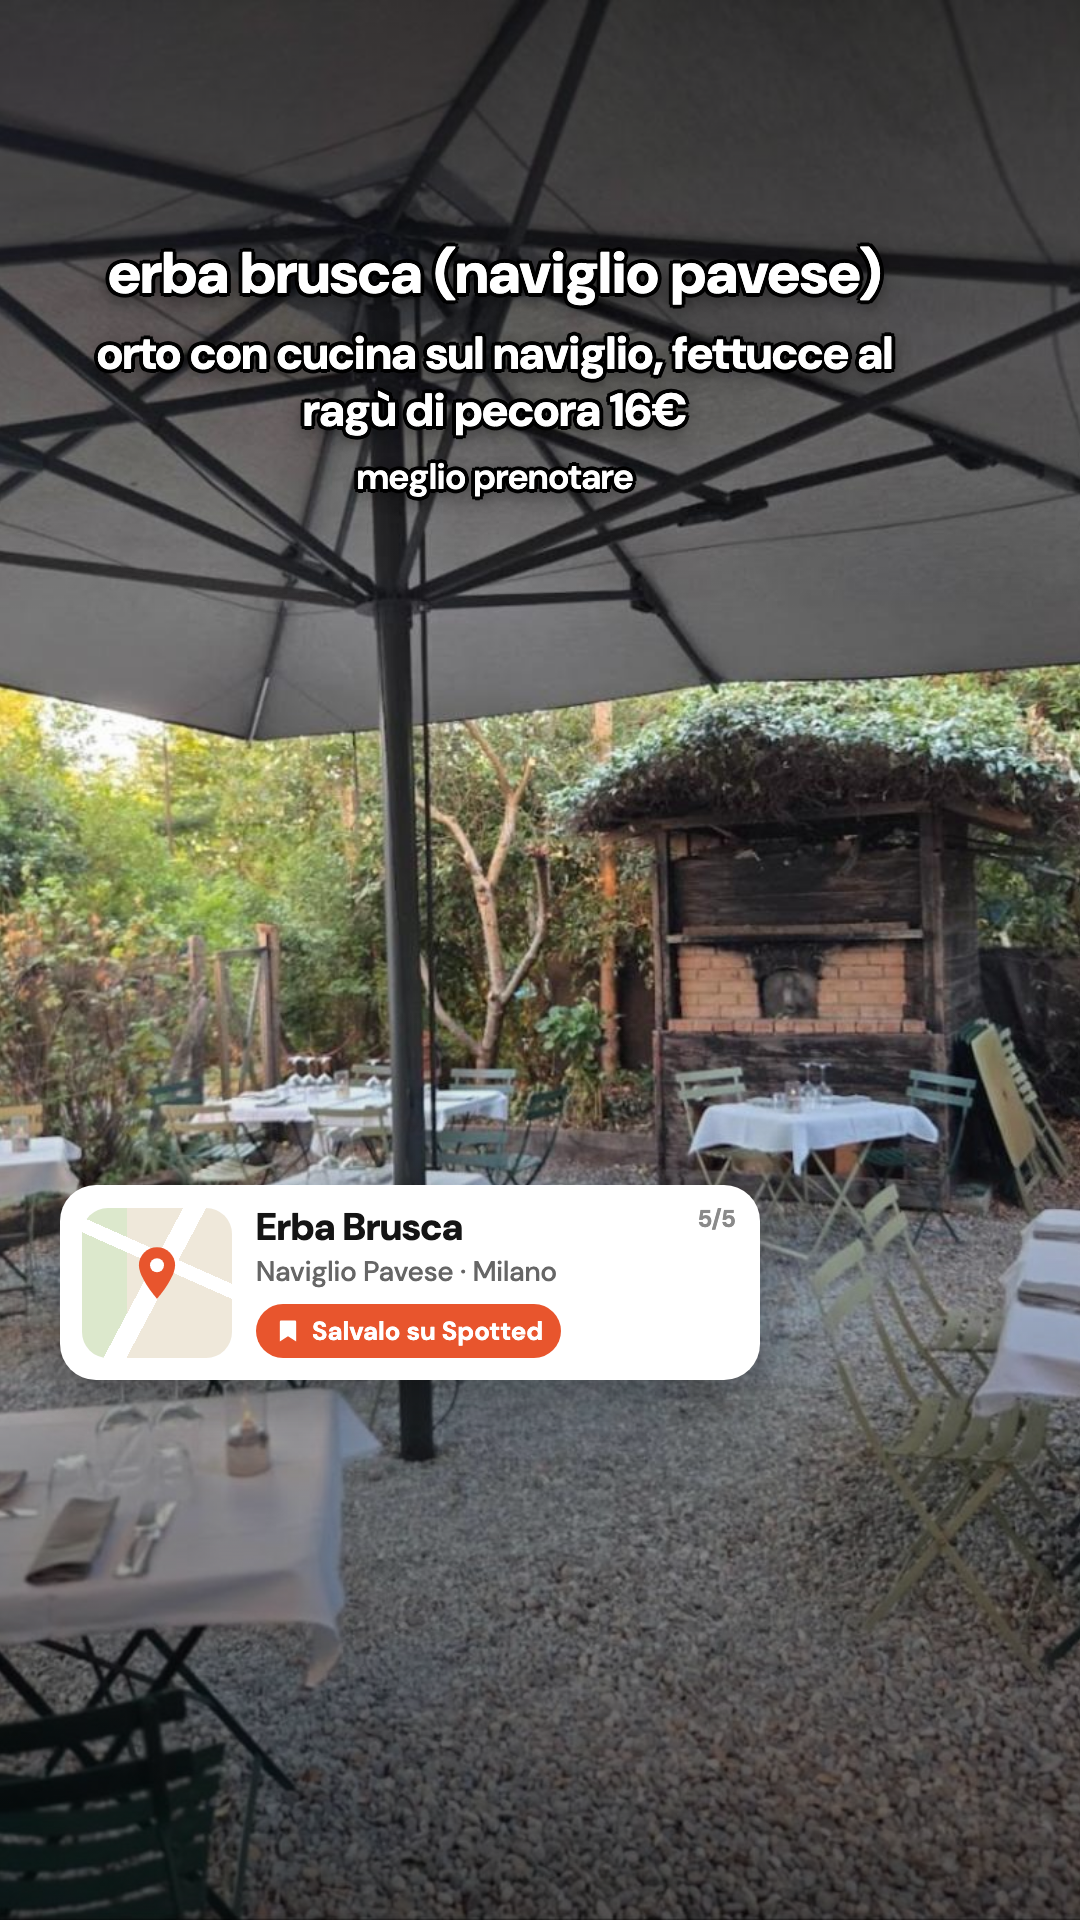 erba brusca (naviglio pavese)
orto con cucina sul naviglio, fettucce al
ragù di pecora 16€
meglio prenotare
Erba Brusca
5/5
Naviglio Pavese · Milano
Salvalo su Spotted